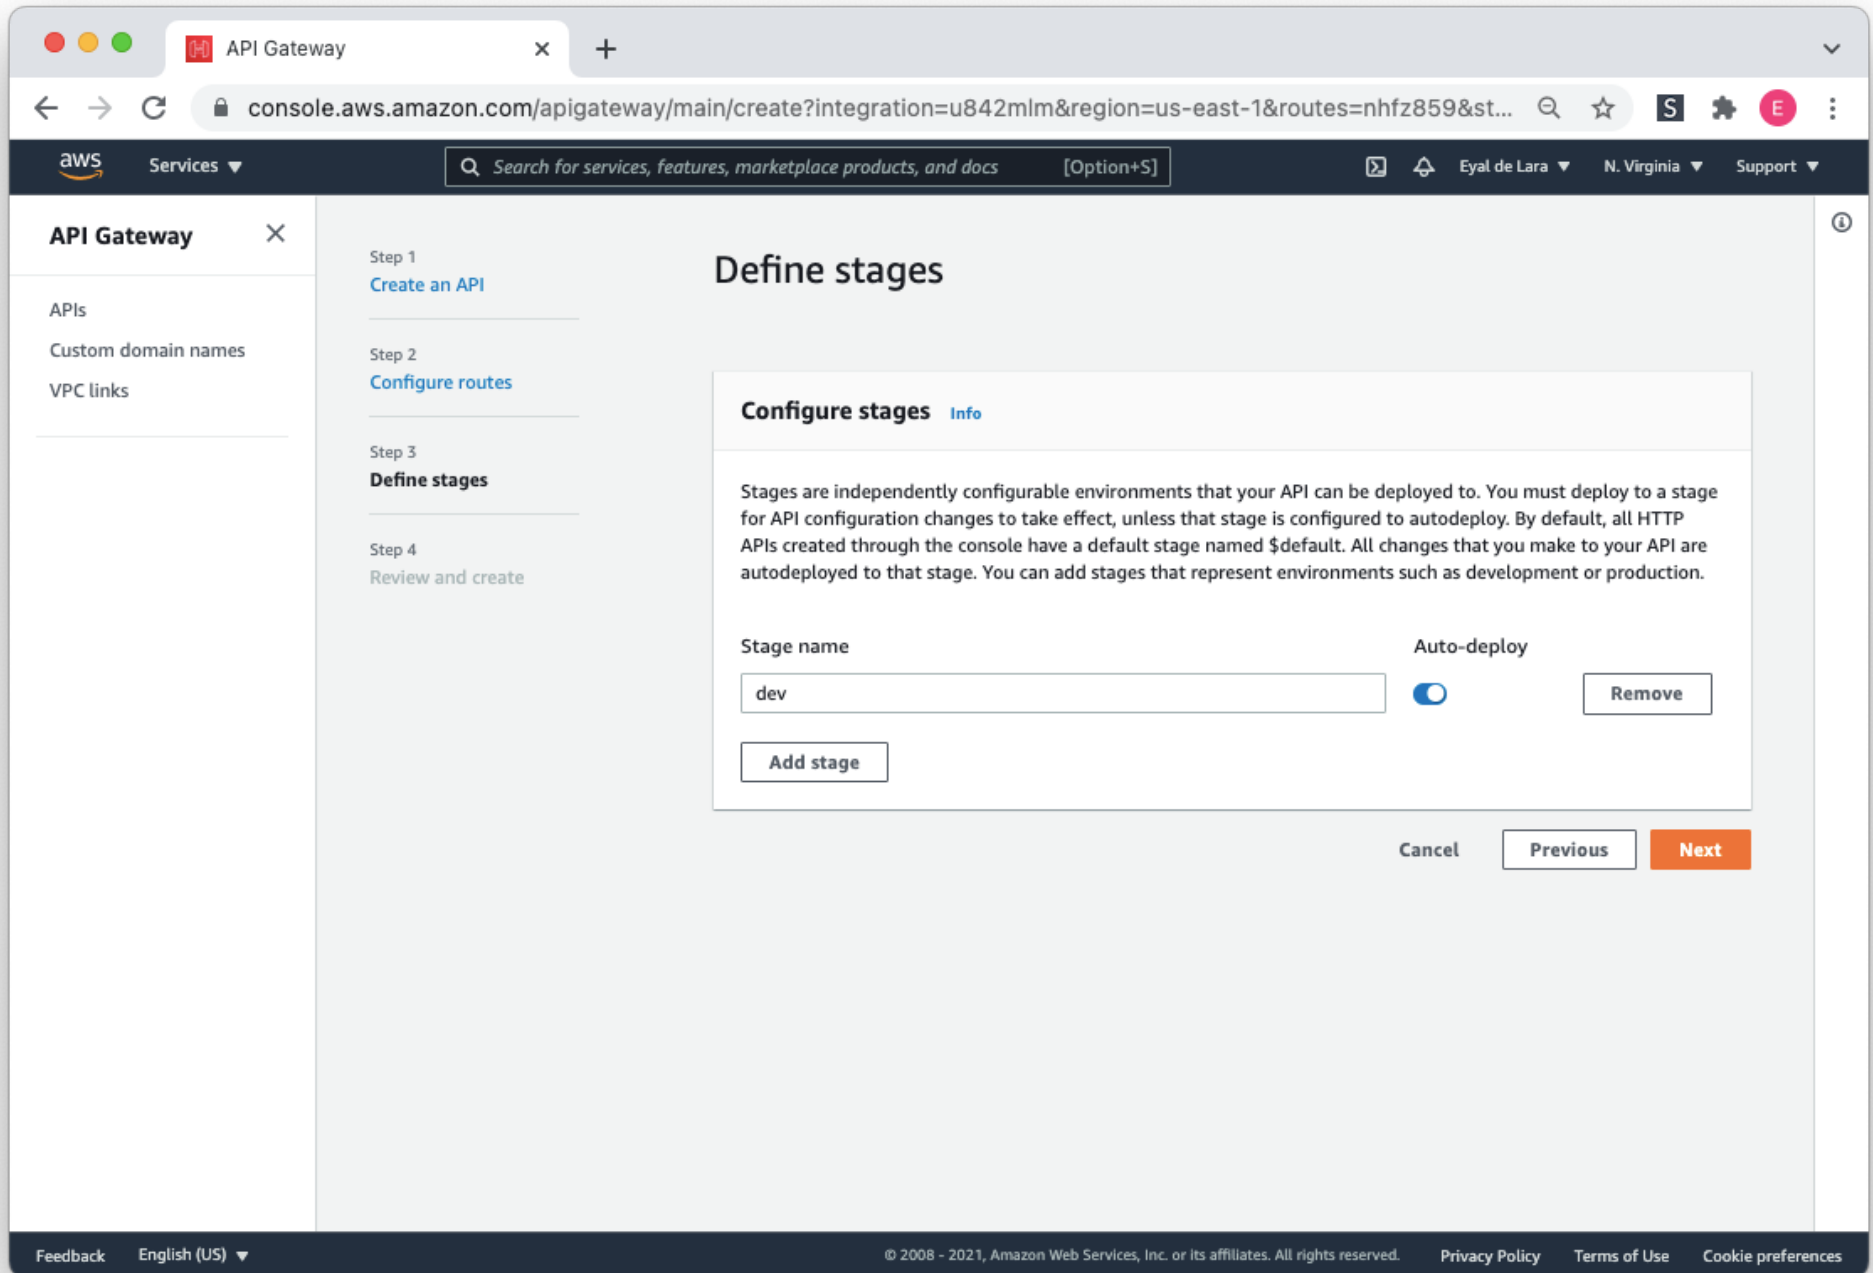 API Gateway
console.aws.amazon.com/apigateway/main/create?integration=u842mlm&region=us-east-1&routes=nhfz859&st...
S
E
aws
Services
Search for services, features, marketplace products, and docs [Option+S]
Eyal de Lara
N. Virginia
Support
API Gateway
APIs
Custom domain names
VPC links
Step 1
Create an API
Step 2
Configure routes
Step 3
Define stages
Step 4
Review and create
Define stages
Configure stages Info
Stages are independently configurable environments that your API can be deployed to. You must deploy to a stage
for API configuration changes to take effect, unless that stage is configured to autodeploy. By default, all HTTP
APIs created through the console have a default stage named $default. All changes that you make to your API are
autodeployed to that stage. You can add stages that represent environments such as development or production.
Stage name
Auto-deploy
dev
Remove
Add stage
Cancel
Previous
Next
Feedback
English (US)
© 2008 - 2021, Amazon Web Services, Inc. or its affiliates. All rights reserved.
Privacy Policy
Terms of Use
Cookie preferences